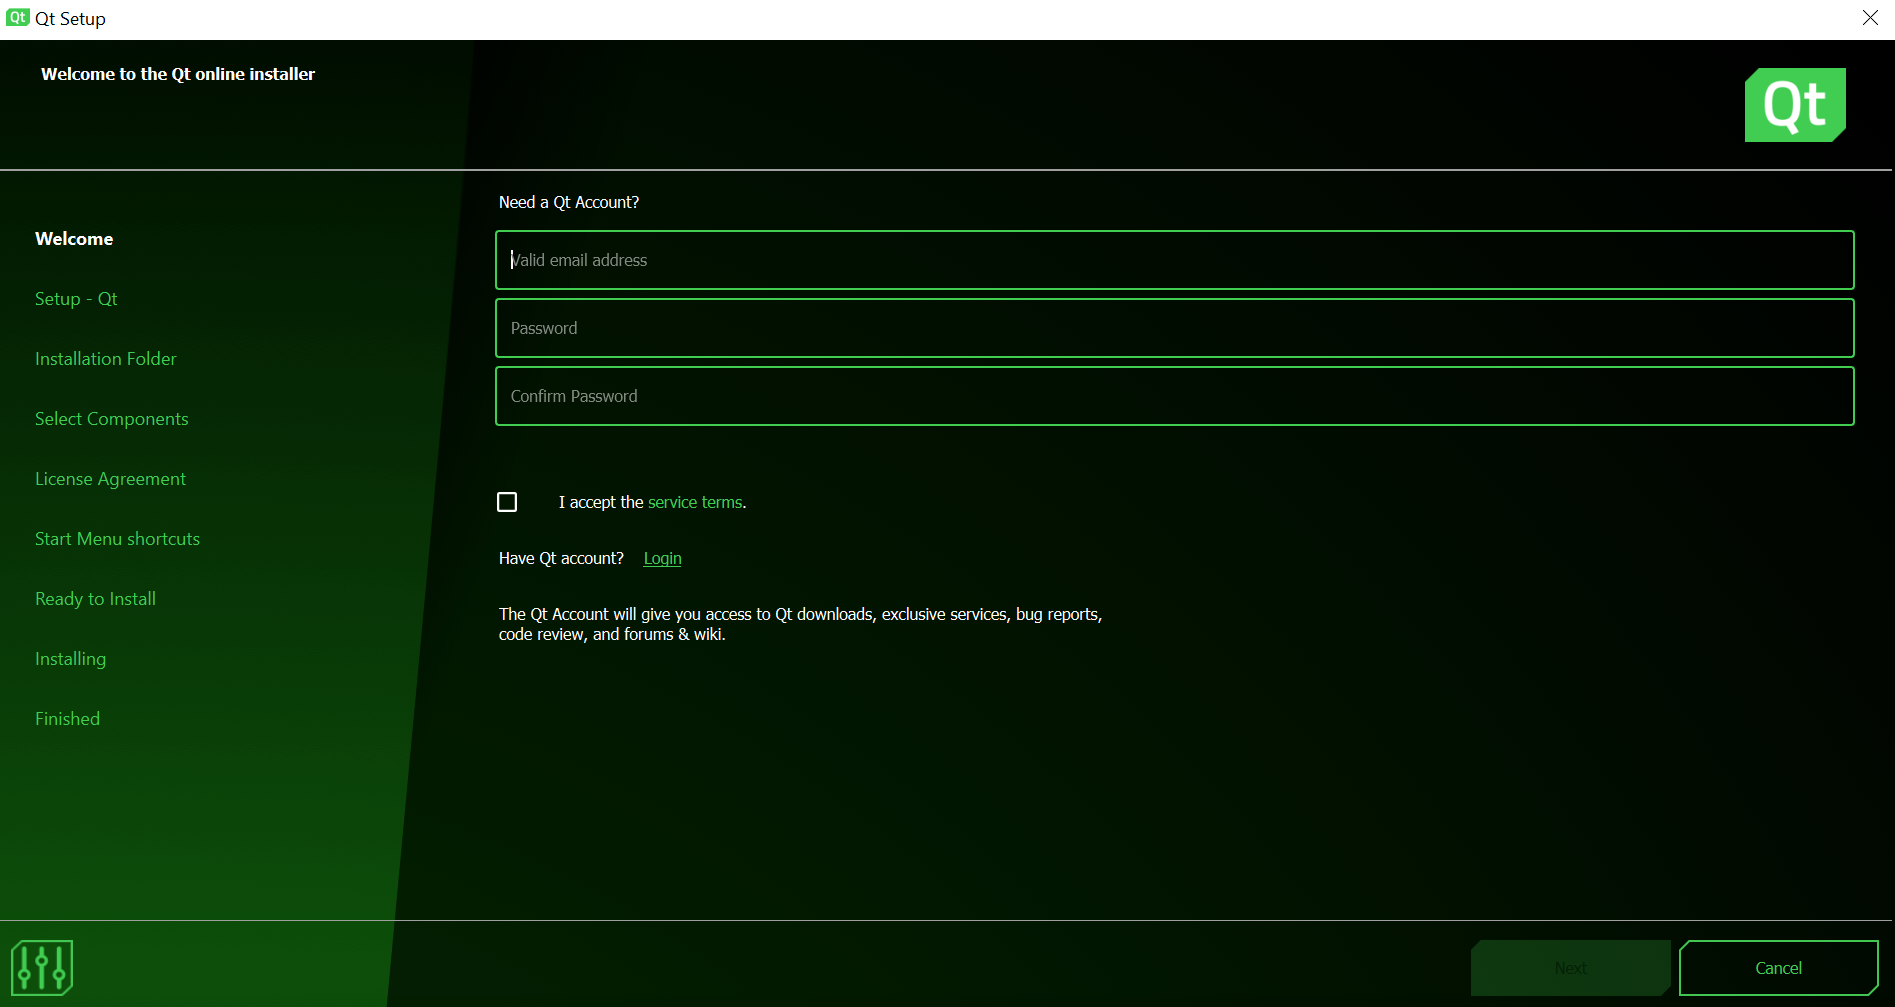 Qt Qt Setup
Welcome to the Qt online installer
Qt
Welcome
Setup - Qt
Installation Folder
Select Components
License Agreement
Start Menu shortcuts
Ready to Install
Installing
Finished
Need a Qt Account?
Valid email address
Password
Confirm Password
I accept the service terms.
Have Qt account? Login
The Qt Account will give you access to Qt downloads, exclusive services, bug reports,
code review, and forums & wiki.
Next Cancel